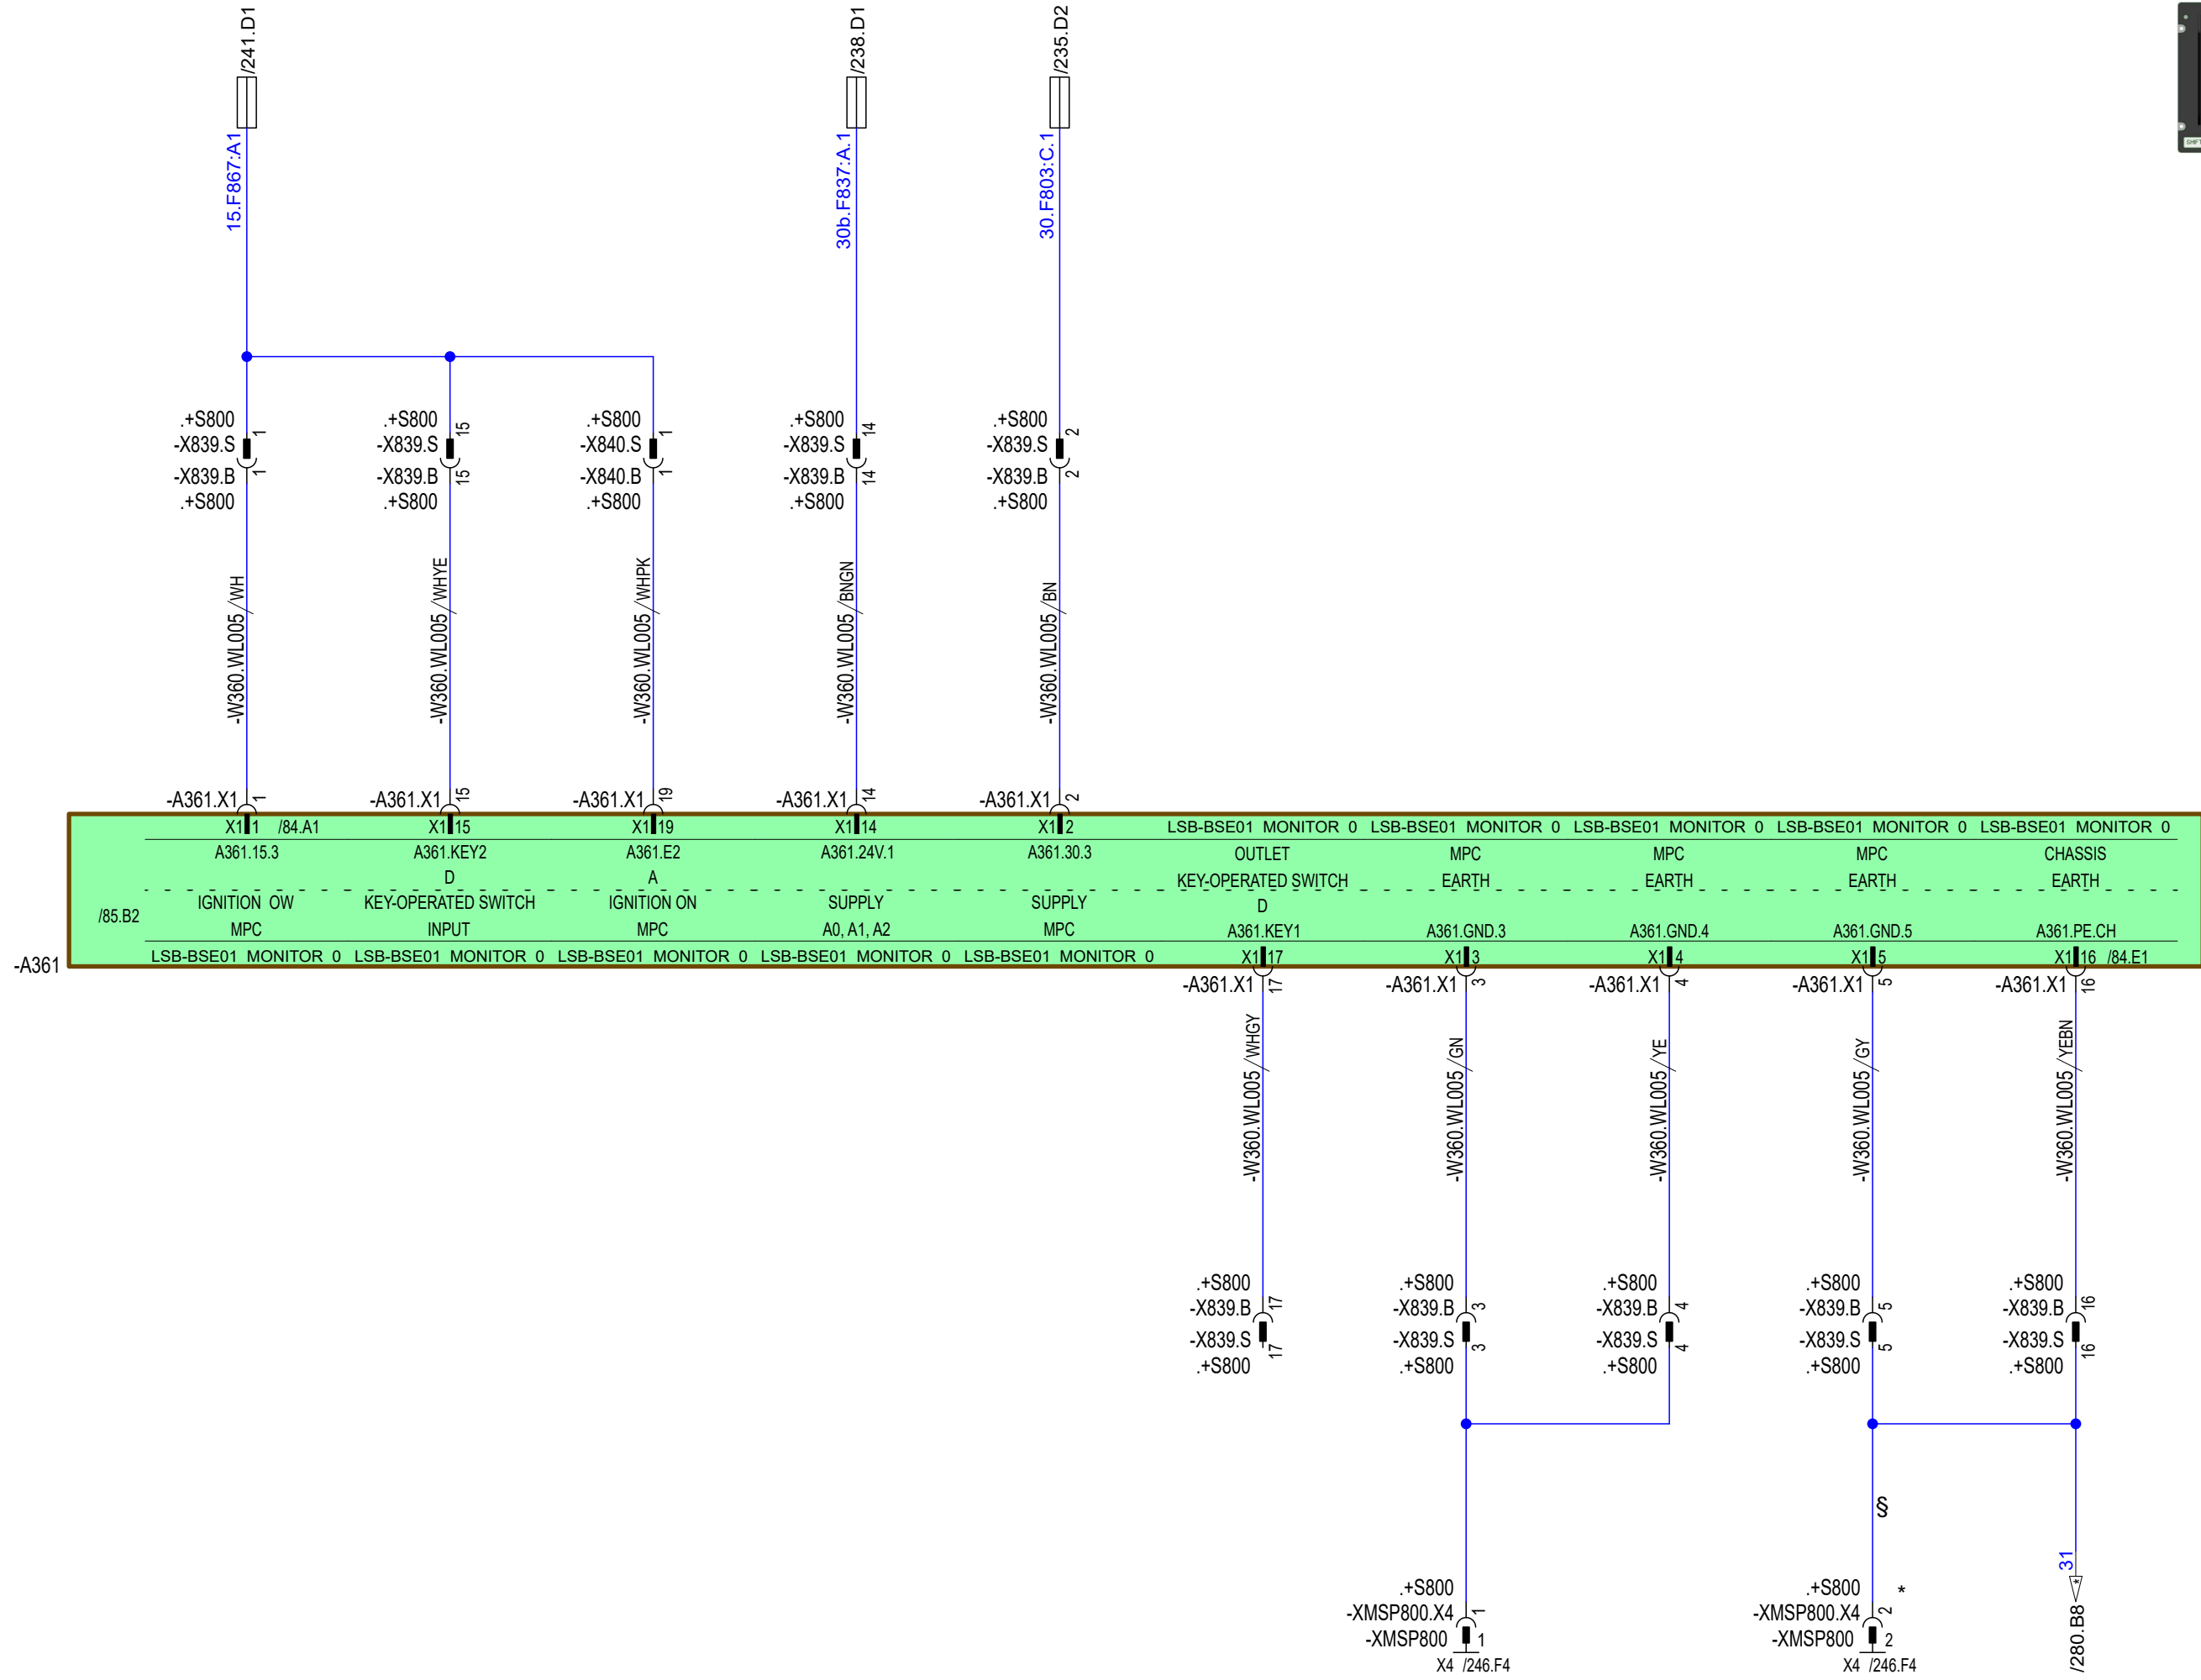 /241.D1
/238.D1
/235.D2
15.F867:A1
30b.F837:A.1
30.F803:C.1
.+S800
-X839.S 1
-X839.B 1
.+S800
.+S800
-X839.S 15
-X839.B 15
.+S800
.+S800
-X840.S 1
-X840.B 1
.+S800
.+S800
-X839.S 14
-X839.B 14
.+S800
.+S800
-X839.S 2
-X839.B 2
.+S800
-W360.WL005 /WH
-W360.WL005 /WHYE
-W360.WL005 /WHPK
-W360.WL005 /BNGN
-W360.WL005 /BN
-A361.X1 1
-A361.X1 15
-A361.X1 19
-A361.X1 14
-A361.X1 2
X1 1 /84.A1
X1 15
X1 19
X1 14
X1 2
LSB-BSE01 MONITOR 0
LSB-BSE01 MONITOR 0
LSB-BSE01 MONITOR 0
LSB-BSE01 MONITOR 0
LSB-BSE01 MONITOR 0
A361.15.3
A361.KEY2
D
A361.E2
A
A361.24V.1
A361.30.3
OUTLET
KEY-OPERATED SWITCH
MPC
EARTH
MPC
EARTH
MPC
EARTH
CHASSIS
EARTH
/85.B2
IGNITION OW
MPC
KEY-OPERATED SWITCH
INPUT
IGNITION ON
MPC
SUPPLY
A0, A1, A2
SUPPLY
MPC
D
A361.KEY1
A361.GND.3
A361.GND.4
A361.GND.5
A361.PE.CH
-A361
LSB-BSE01 MONITOR 0
LSB-BSE01 MONITOR 0
LSB-BSE01 MONITOR 0
LSB-BSE01 MONITOR 0
LSB-BSE01 MONITOR 0
X1 17
X1 3
X1 4
X1 5
X1 16 /84.E1
-A361.X1 17
-A361.X1 3
-A361.X1 4
-A361.X1 5
-A361.X1 16
-W360.WL005 /WHGY
-W360.WL005 /GN
-W360.WL005 /YE
-W360.WL005 /GY
-W360.WL005 /YEBN
.+S800
-X839.B 17
-X839.S 17
.+S800
.+S800
-X839.B 3
-X839.S 3
.+S800
.+S800
-X839.B 4
-X839.S 4
.+S800
.+S800
-X839.B 5
-X839.S 5
.+S800
.+S800
-X839.B 16
-X839.S 16
.+S800
§
.+S800
-XMSP800.X4 1
-XMSP800 1
X4 /246.F4
.+S800 *
-XMSP800.X4 2
-XMSP800 2
X4 /246.F4
31
*
/280.B8